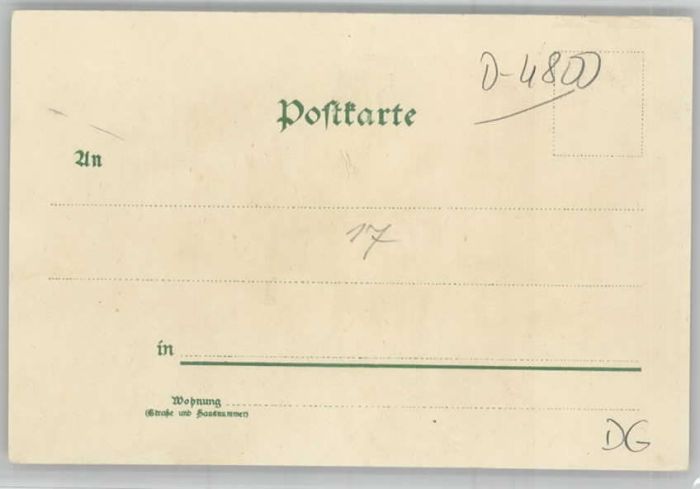 D-4800
Poſtkarte
An
17
in
Wohnung
(Straße und Hausnummer)
DG